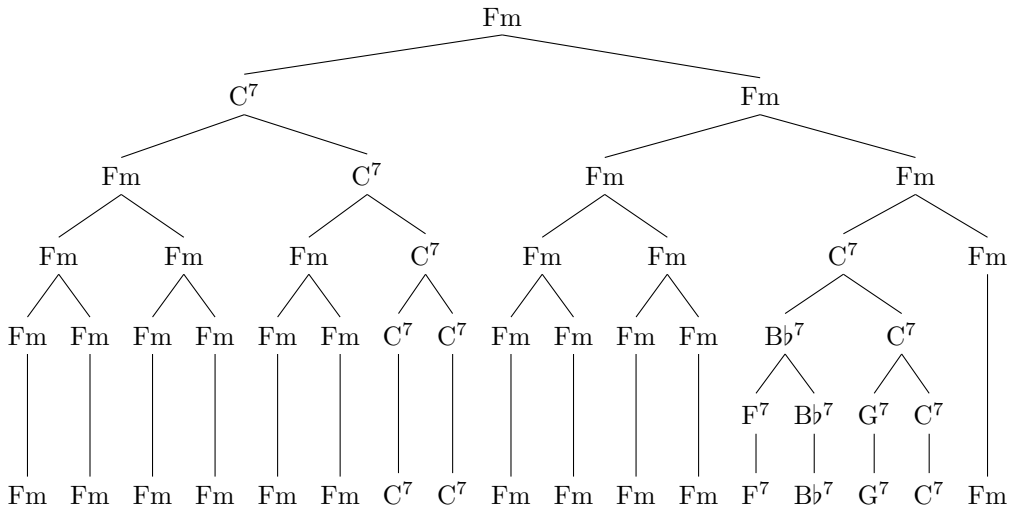 Fm
C⁷ Fm
Fm C⁷ Fm Fm
Fm Fm Fm C⁷ Fm Fm C⁷ Fm
Fm Fm Fm Fm Fm Fm C⁷ C⁷ Fm Fm Fm Fm B♭⁷ C⁷
F⁷ B♭⁷ G⁷ C⁷
Fm Fm Fm Fm Fm Fm C⁷ C⁷ Fm Fm Fm Fm F⁷ B♭⁷ G⁷ C⁷ Fm